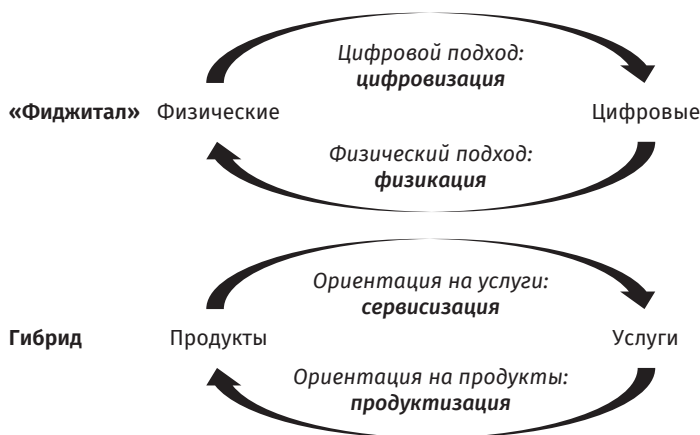 Цифровой подход:
цифровизация
«Фиджитал» Физические Цифровые
Физический подход:
физикация
Ориентация на услуги:
сервисизация
Гибрид Продукты Услуги
Ориентация на продукты:
продуктизация